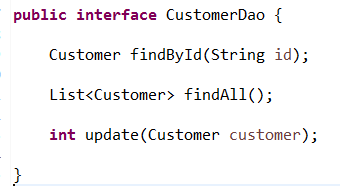 public interface CustomerDao {
Customer findById(String id);
List<Customer> findAll();
int update(Customer customer);
}